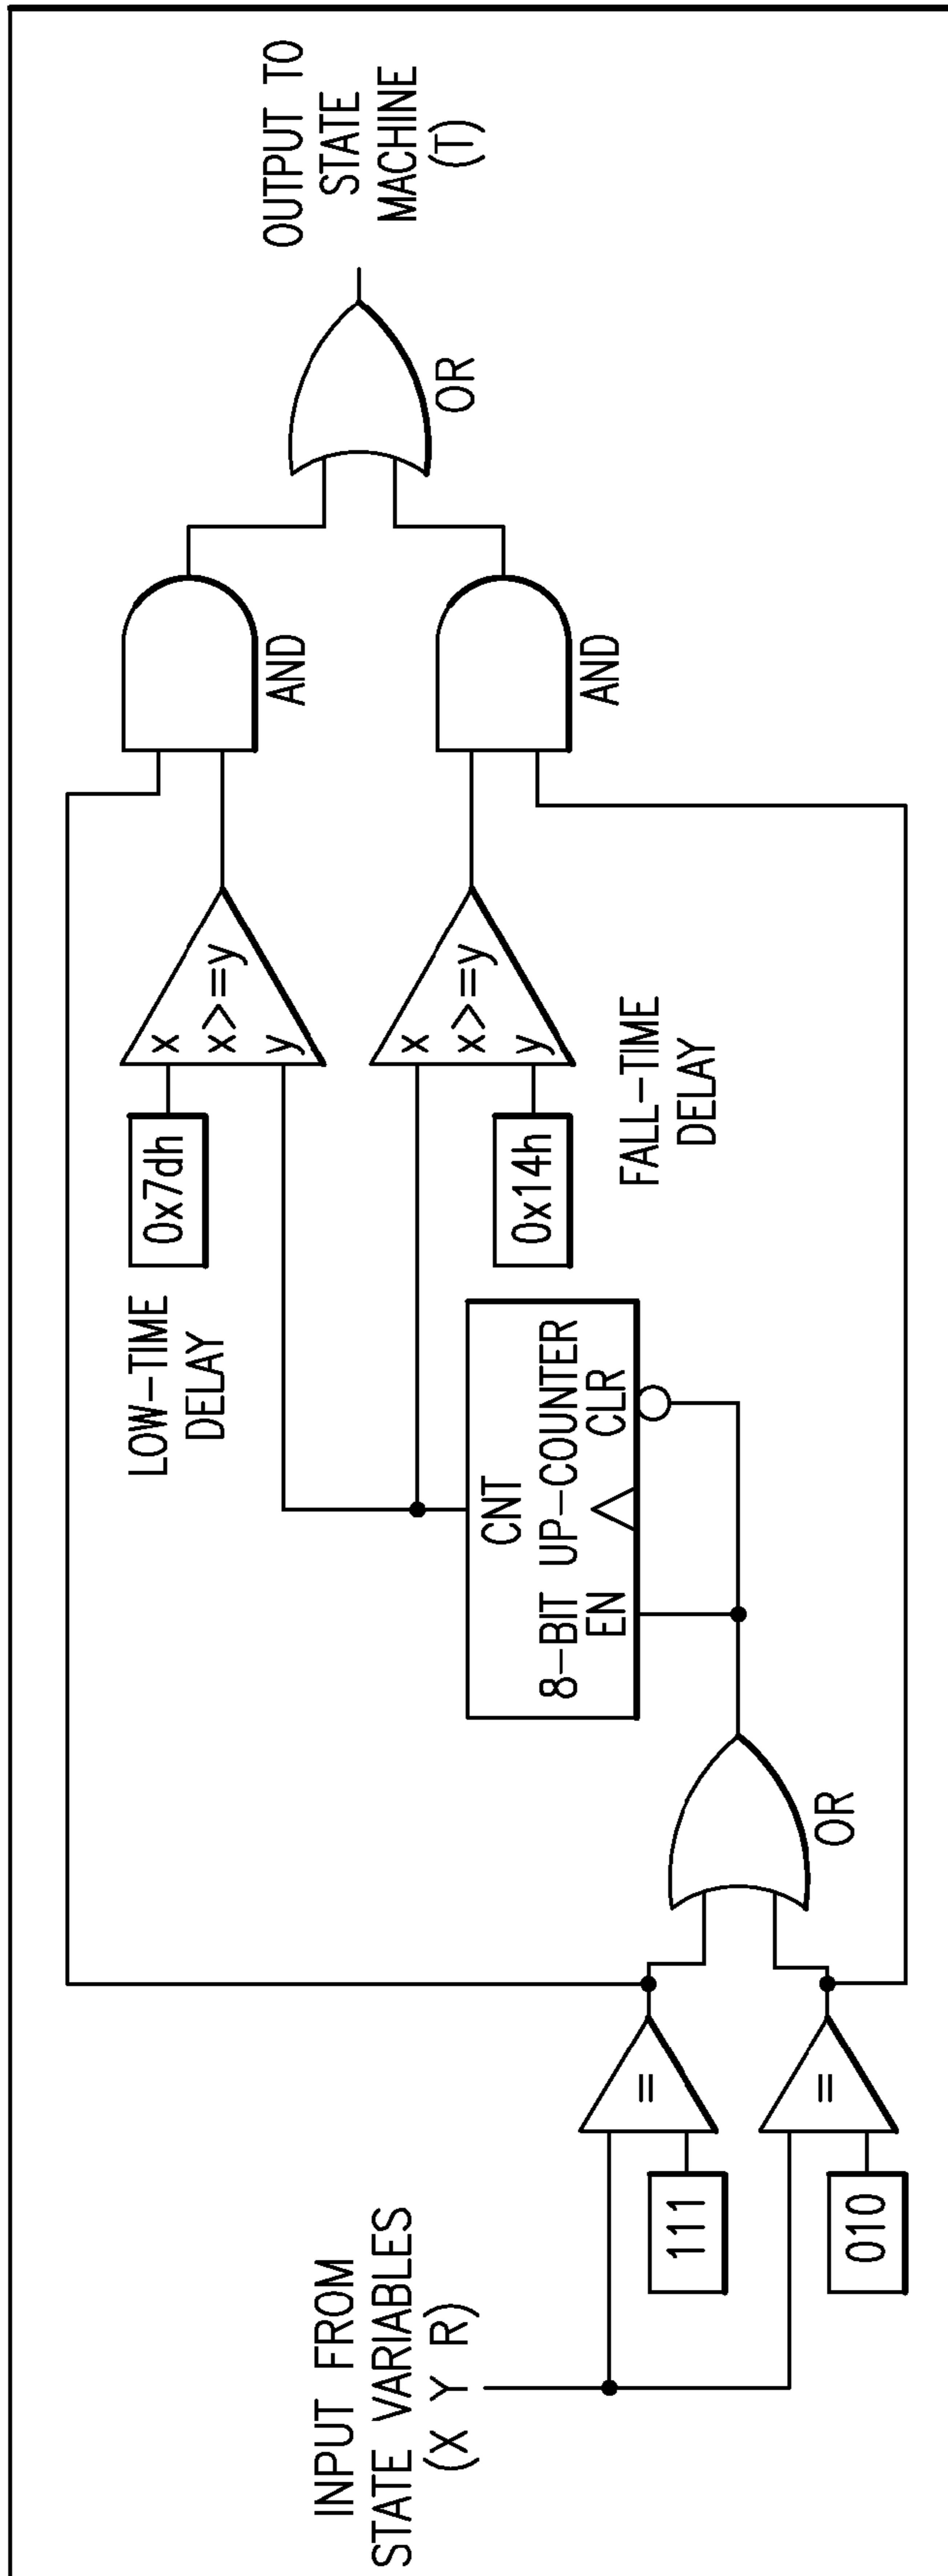 INPUT FROM
STATE VARIABLES
(X Y R)
111
010
=
=
OR
LOW-TIME
DELAY
0x7dh
CNT
8-BIT UP-COUNTER
EN
CLR
0x14h
FALL-TIME
DELAY
x
x>=y
y
x
x>=y
y
AND
AND
OR
OUTPUT TO
STATE
MACHINE
(T)